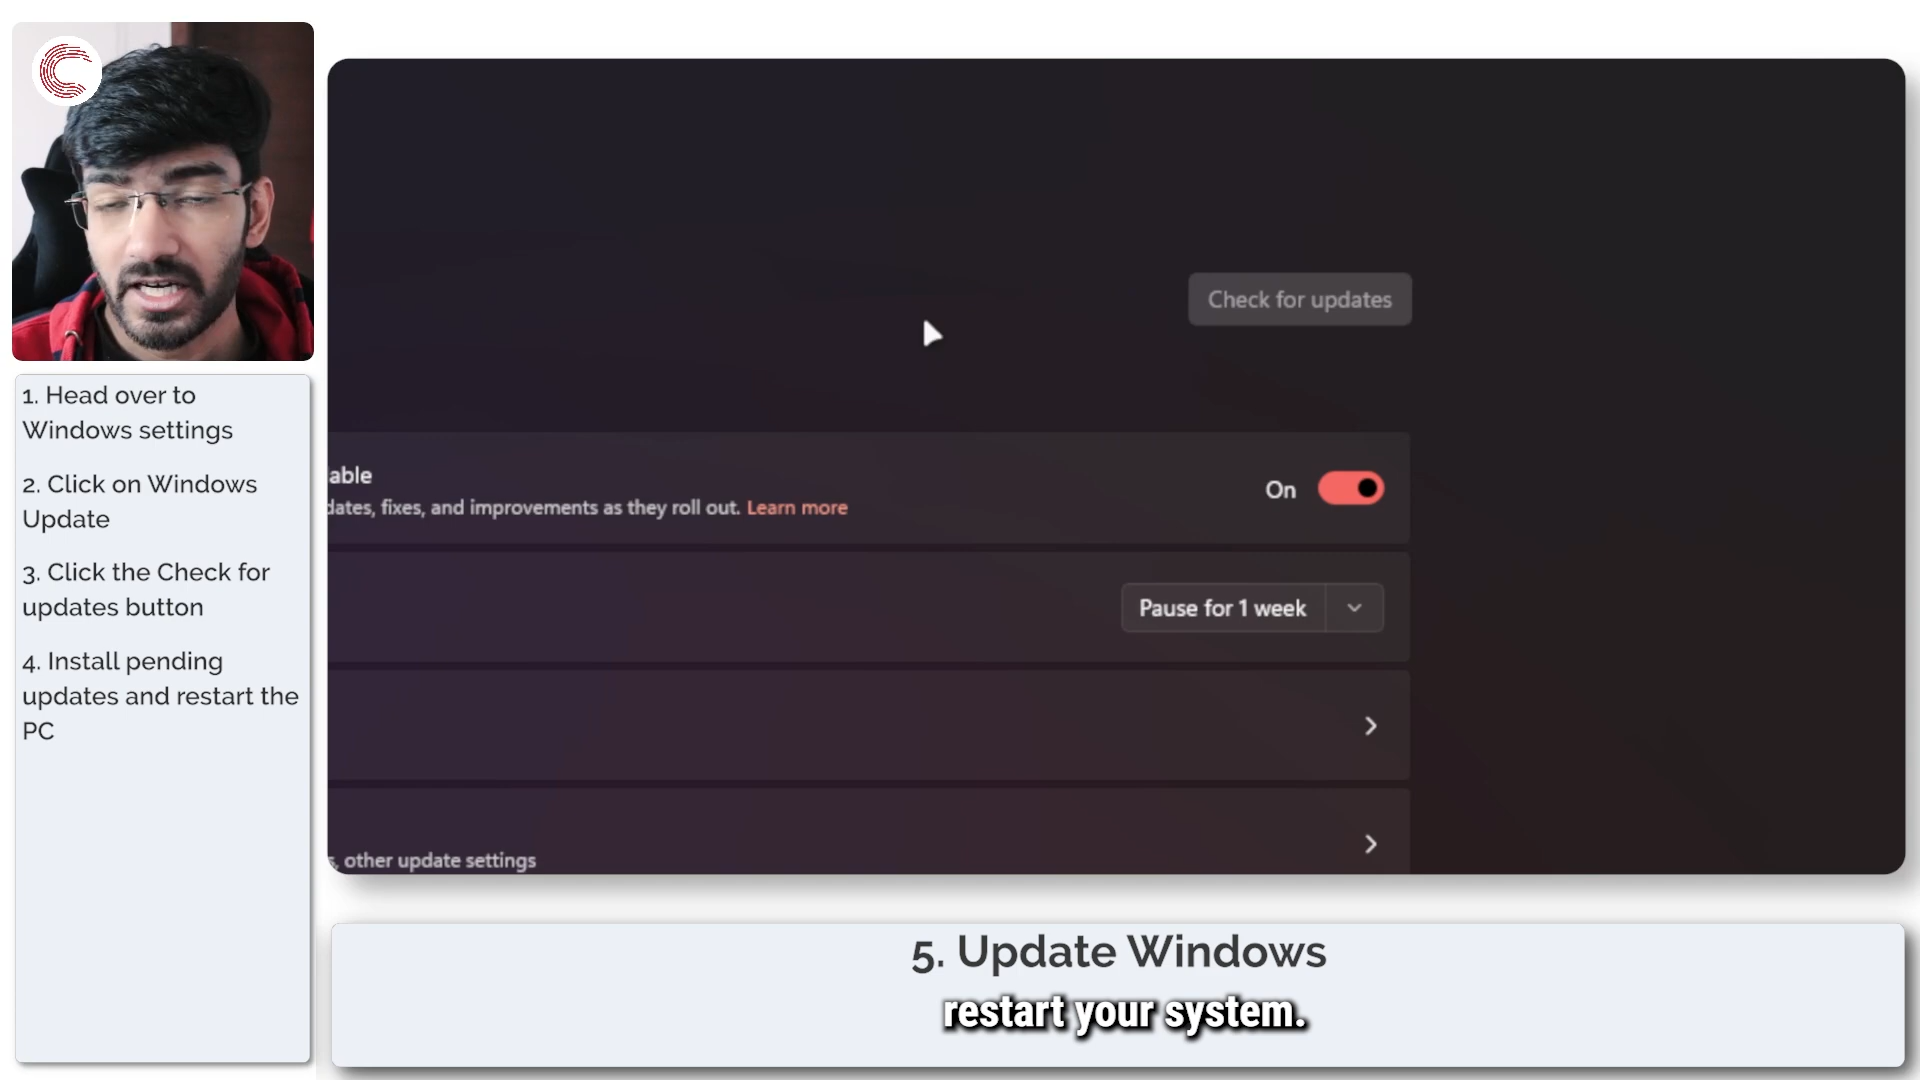 1. Head over to
Windows settings
2. Click on Windows
Update
3. Click the Check for
updates button
4. Install pending
updates and restart the
PC
Check for updates
able
dates, fixes, and improvements as they roll out. Learn more
On
Pause for 1 week
s, other update settings
5. Update Windows
restart your system.